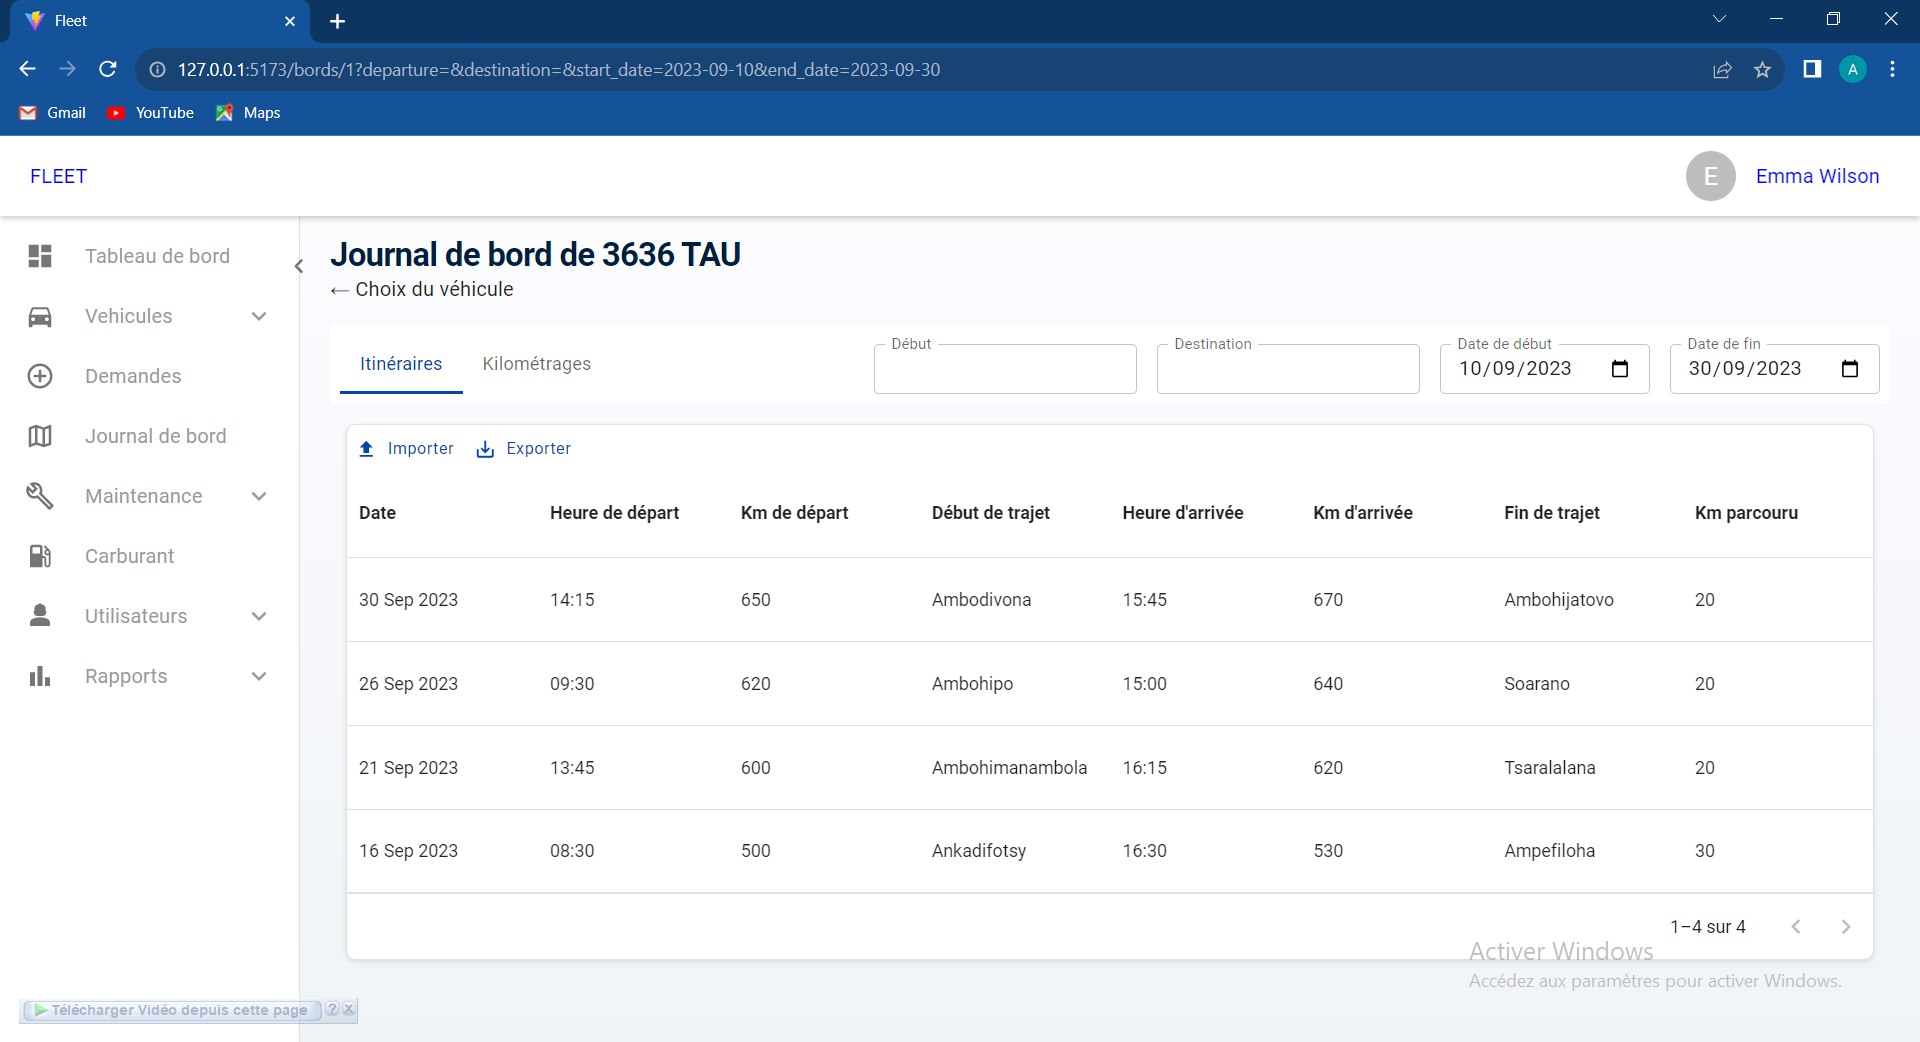 Fleet
127.0.0.1:5173/bords/1?departure=&destination=&start_date=2023-09-10&end_date=2023-09-30
A
Gmail YouTube Maps
FLEET
E Emma Wilson
Tableau de bord
Vehicules
Demandes
Journal de bord
Maintenance
Carburant
Utilisateurs
Rapports
Journal de bord de 3636 TAU
← Choix du véhicule
Itinéraires Kilométrages
Début
Destination
Date de début
10/09/2023
Date de fin
30/09/2023
Importer Exporter
Date Heure de départ Km de départ Début de trajet Heure d'arrivée Km d'arrivée Fin de trajet Km parcouru
30 Sep 2023 14:15 650 Ambodivona 15:45 670 Ambohijatovo 20
26 Sep 2023 09:30 620 Ambohipo 15:00 640 Soarano 20
21 Sep 2023 13:45 600 Ambohimanambola 16:15 620 Tsaralalana 20
16 Sep 2023 08:30 500 Ankadifotsy 16:30 530 Ampefiloha 30
1–4 sur 4
Activer Windows
Accédez aux paramètres pour activer Windows.
Télécharger Vidéo depuis cette page ? X